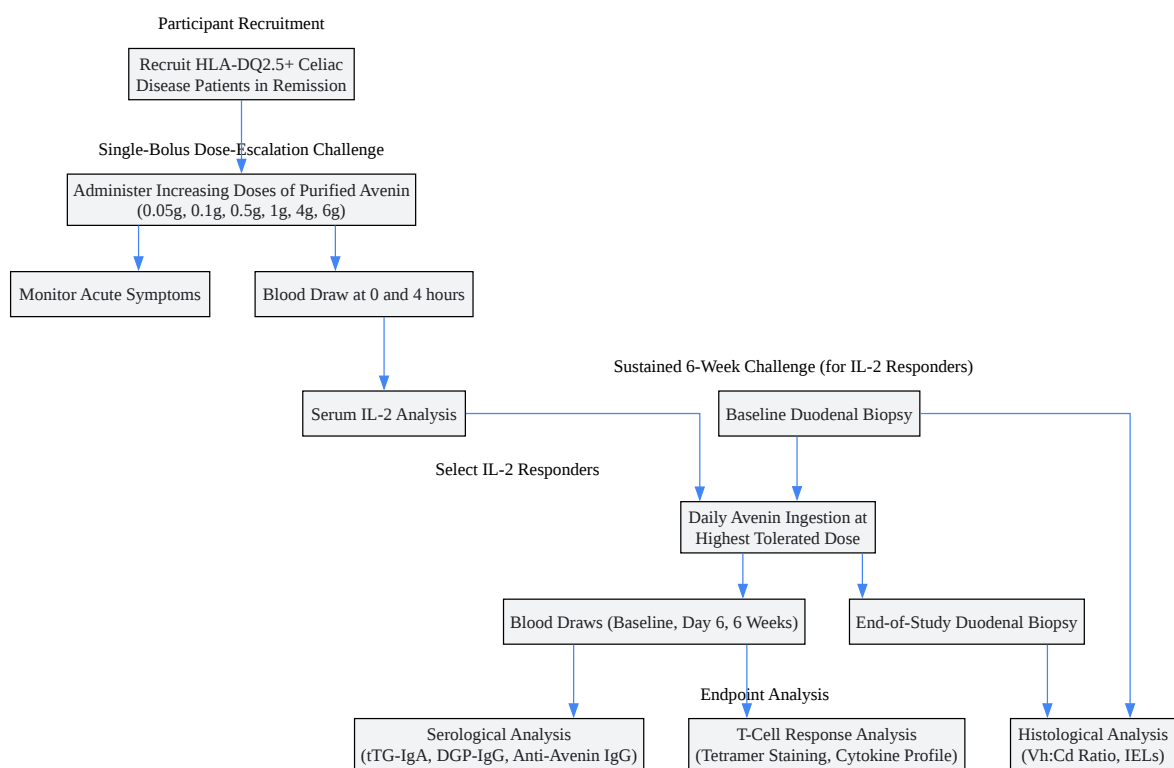 Participant Recruitment
Recruit HLA-DQ2.5+ Celiac
Disease Patients in Remission
Single-Bolus Dose-Escalation Challenge
Administer Increasing Doses of Purified Avenin
(0.05g, 0.1g, 0.5g, 1g, 4g, 6g)
Monitor Acute Symptoms
Blood Draw at 0 and 4 hours
Sustained 6-Week Challenge (for IL-2 Responders)
Serum IL-2 Analysis
Baseline Duodenal Biopsy
Select IL-2 Responders
Daily Avenin Ingestion at
Highest Tolerated Dose
Blood Draws (Baseline, Day 6, 6 Weeks)
End-of-Study Duodenal Biopsy
Endpoint Analysis
Serological Analysis
(tTG-IgA, DGP-IgG, Anti-Avenin IgG)
T-Cell Response Analysis
(Tetramer Staining, Cytokine Profile)
Histological Analysis
(Vh:Cd Ratio, IELs)